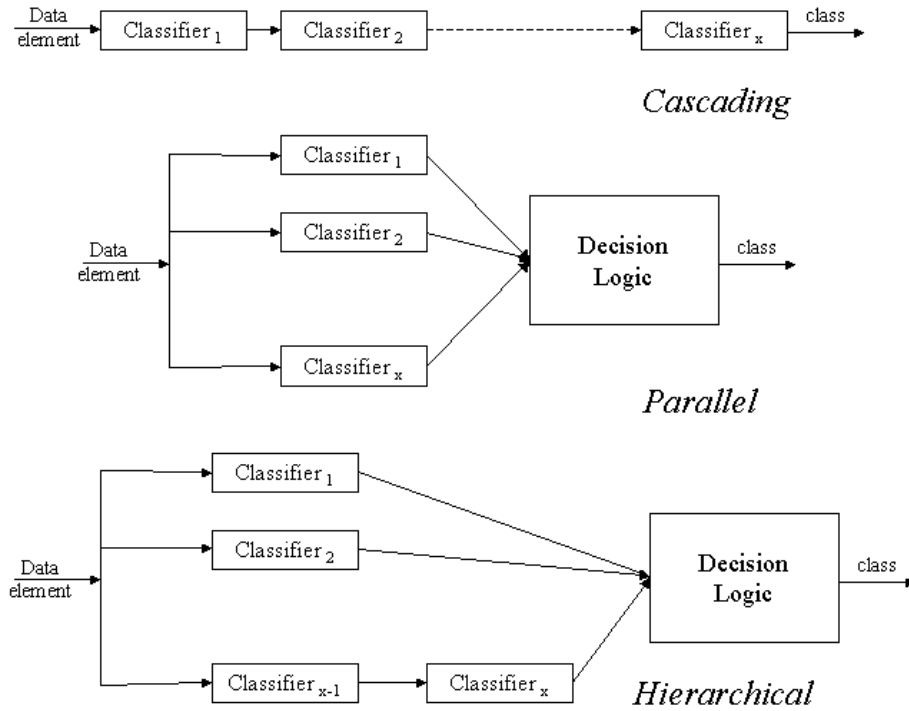 Data
element
Classifier 1
Classifier 2
Classifier x
class
Cascading
Classifier 1
Classifier 2
Data
element
Classifier x
Decision
Logic
class
Parallel
Classifier 1
Classifier 2
Data
element
Classifier x-1
Classifier x
Decision
Logic
class
Hierarchical